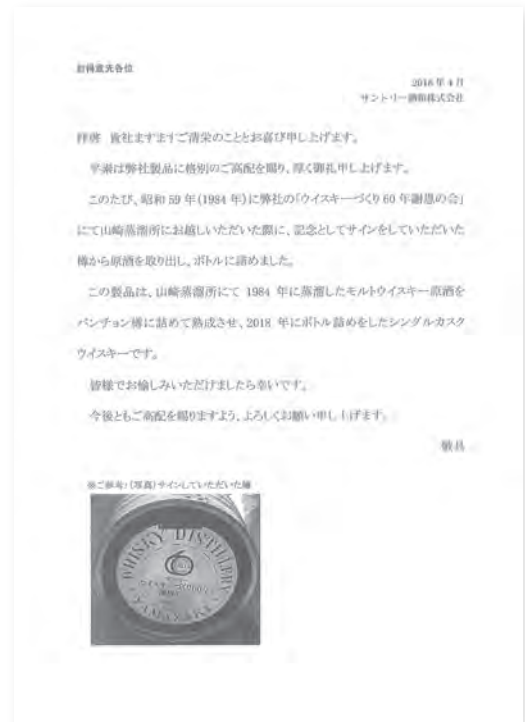 お得意先各位
2018年4月
サントリー酒類株式会社
拝啓 貴社ますますご清栄のこととお喜び申し上げます。
平素は弊社製品に格別のご高配を賜り、厚く御礼申し上げます。
このたび、昭和59年(1984年)に弊社の「ウイスキーづくり60年謝恩の会」
にて山崎蒸溜所にお越しいただいた際に、記念としてサインをしていただいた
樽から原酒を取り出し、ボトルに詰めました。
この製品は、山崎蒸溜所にて1984年に蒸溜したモルトウイスキー原酒を
パンチョン樽に詰めて熟成させ、2018年にボトル詰めをしたシングルカスク
ウイスキーです。
皆様でお愉しみいただけましたら幸いです。
今後ともご高配を賜りますよう、よろしくお願い申し上げます。
敬具
※ご参考:(写真)サインしていただいた樽
WHISKY DISTILLERY
60
YAMAZAKI